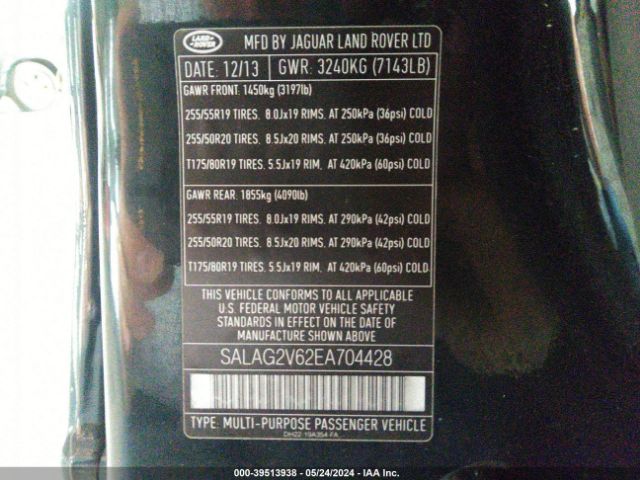 LAND ROVER
MFD BY JAGUAR LAND ROVER LTD
DATE: 12/13 GWR: 3240KG (7143LB)
GAWR FRONT: 1450kg (3197lb)
255/55R19 TIRES. 8.0Jx19 RIMS. AT 250kPa (36psi) COLD
255/50R20 TIRES. 8.5Jx20 RIMS. AT 250kPa (36psi) COLD
T175/80R19 TIRES. 5.5Jx19 RIM, AT 420kPa (60psi) COLD
GAWR REAR: 1855kg (4090lb)
255/55R19 TIRES. 8.0Jx19 RIMS. AT 290kPa (42psi) COLD
255/50R20 TIRES. 8.5Jx20 RIMS. AT 290kPa (42psi) COLD
T175/80R19 TIRES. 5.5Jx19 RIM, AT 420kPa (60psi) COLD
THIS VEHICLE CONFORMS TO ALL APPLICABLE
U.S. FEDERAL MOTOR VEHICLE SAFETY
STANDARDS IN EFFECT ON THE DATE OF
MANUFACTURE SHOWN ABOVE
SALAG2V62EA704428
TYPE: MULTI-PURPOSE PASSENGER VEHICLE
DH22 19A354 FA
000-39513938 - 05/24/2024 - IAA Inc.